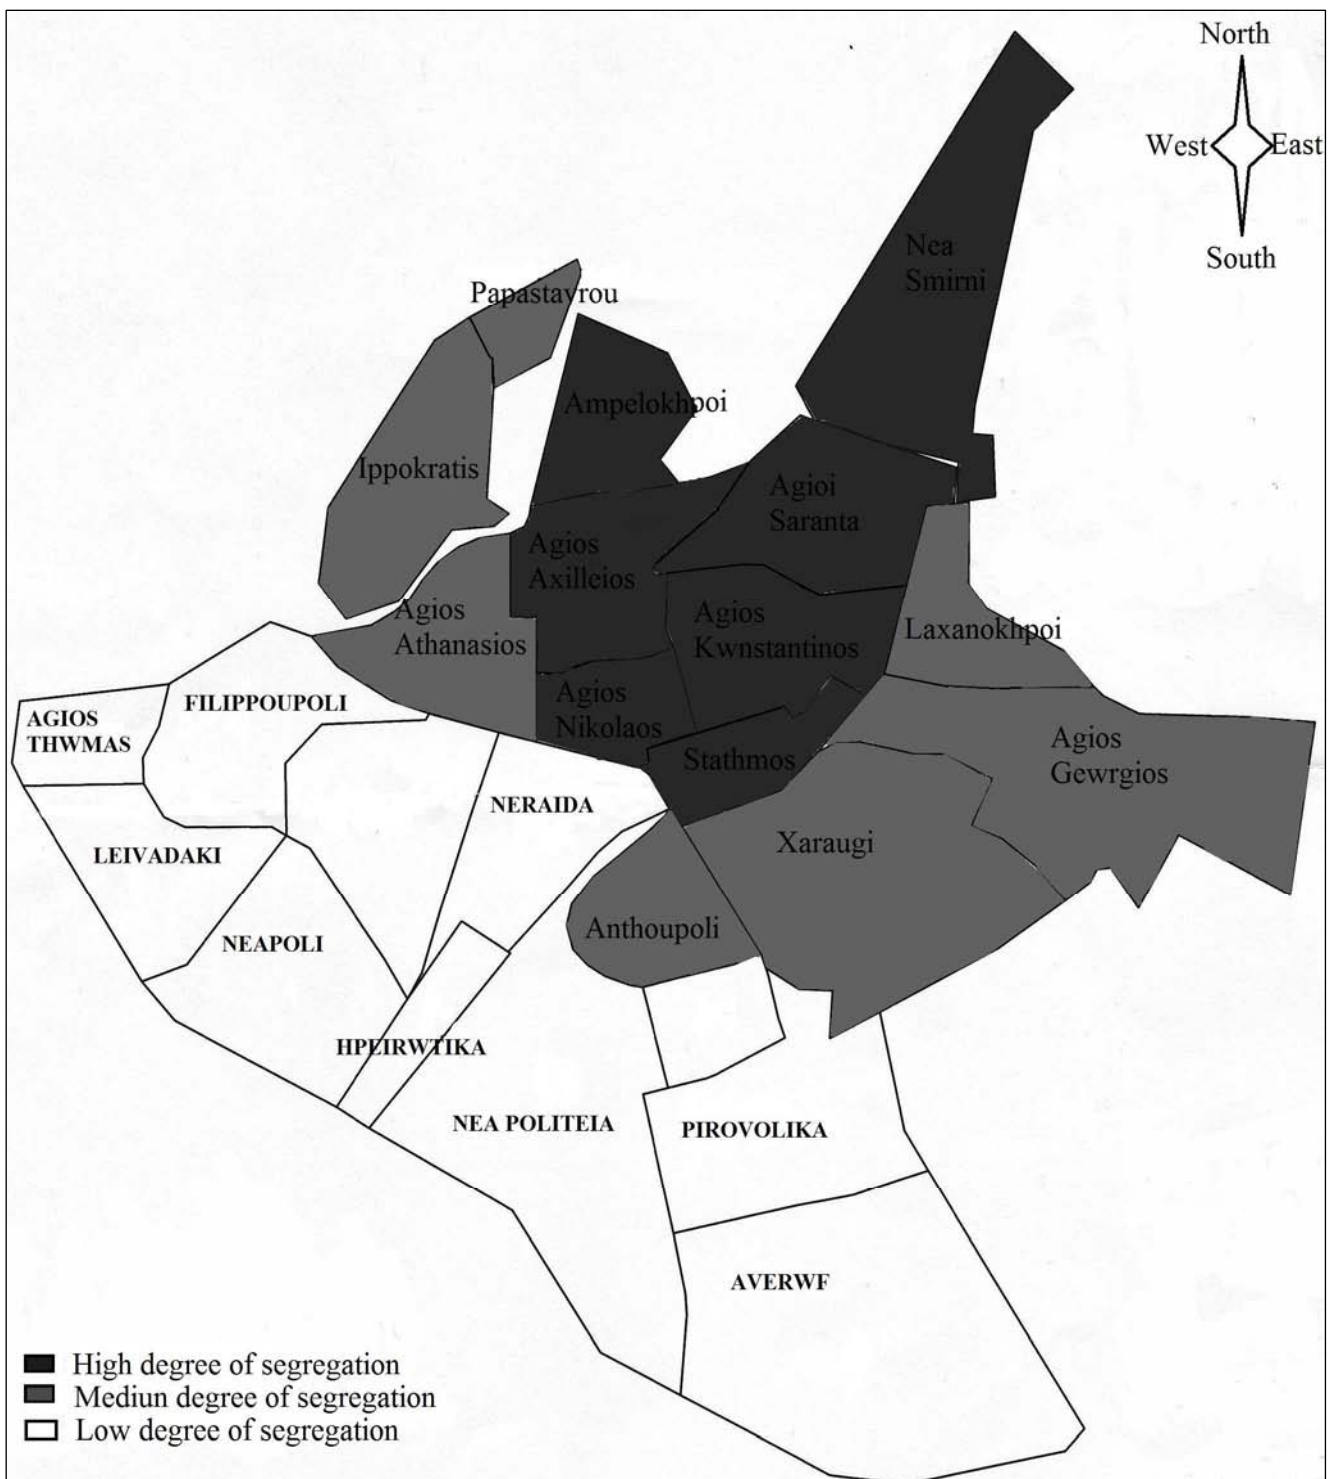 North
West East
South
Nea
Smirni
Papastavrou
Ampelokhpoi
Ippokratis
Agioi
Saranta
Agios
Axilleios
Agios
Athanasios
Agios
Kwnstantinos
Laxanokhpoi
Agios
Nikolaos
FILIPPOUPOLI
AGIOS
THWMAS
Stathmos
Agios
Gewrgios
NERAIDA
Xaraugi
LEIVADAKI
Anthoupoli
NEAPOLI
HPEIRWTIKA
NEA POLITEIA
PIROVOLIKA
AVERWF
High degree of segregation
Mediun degree of segregation
Low degree of segregation